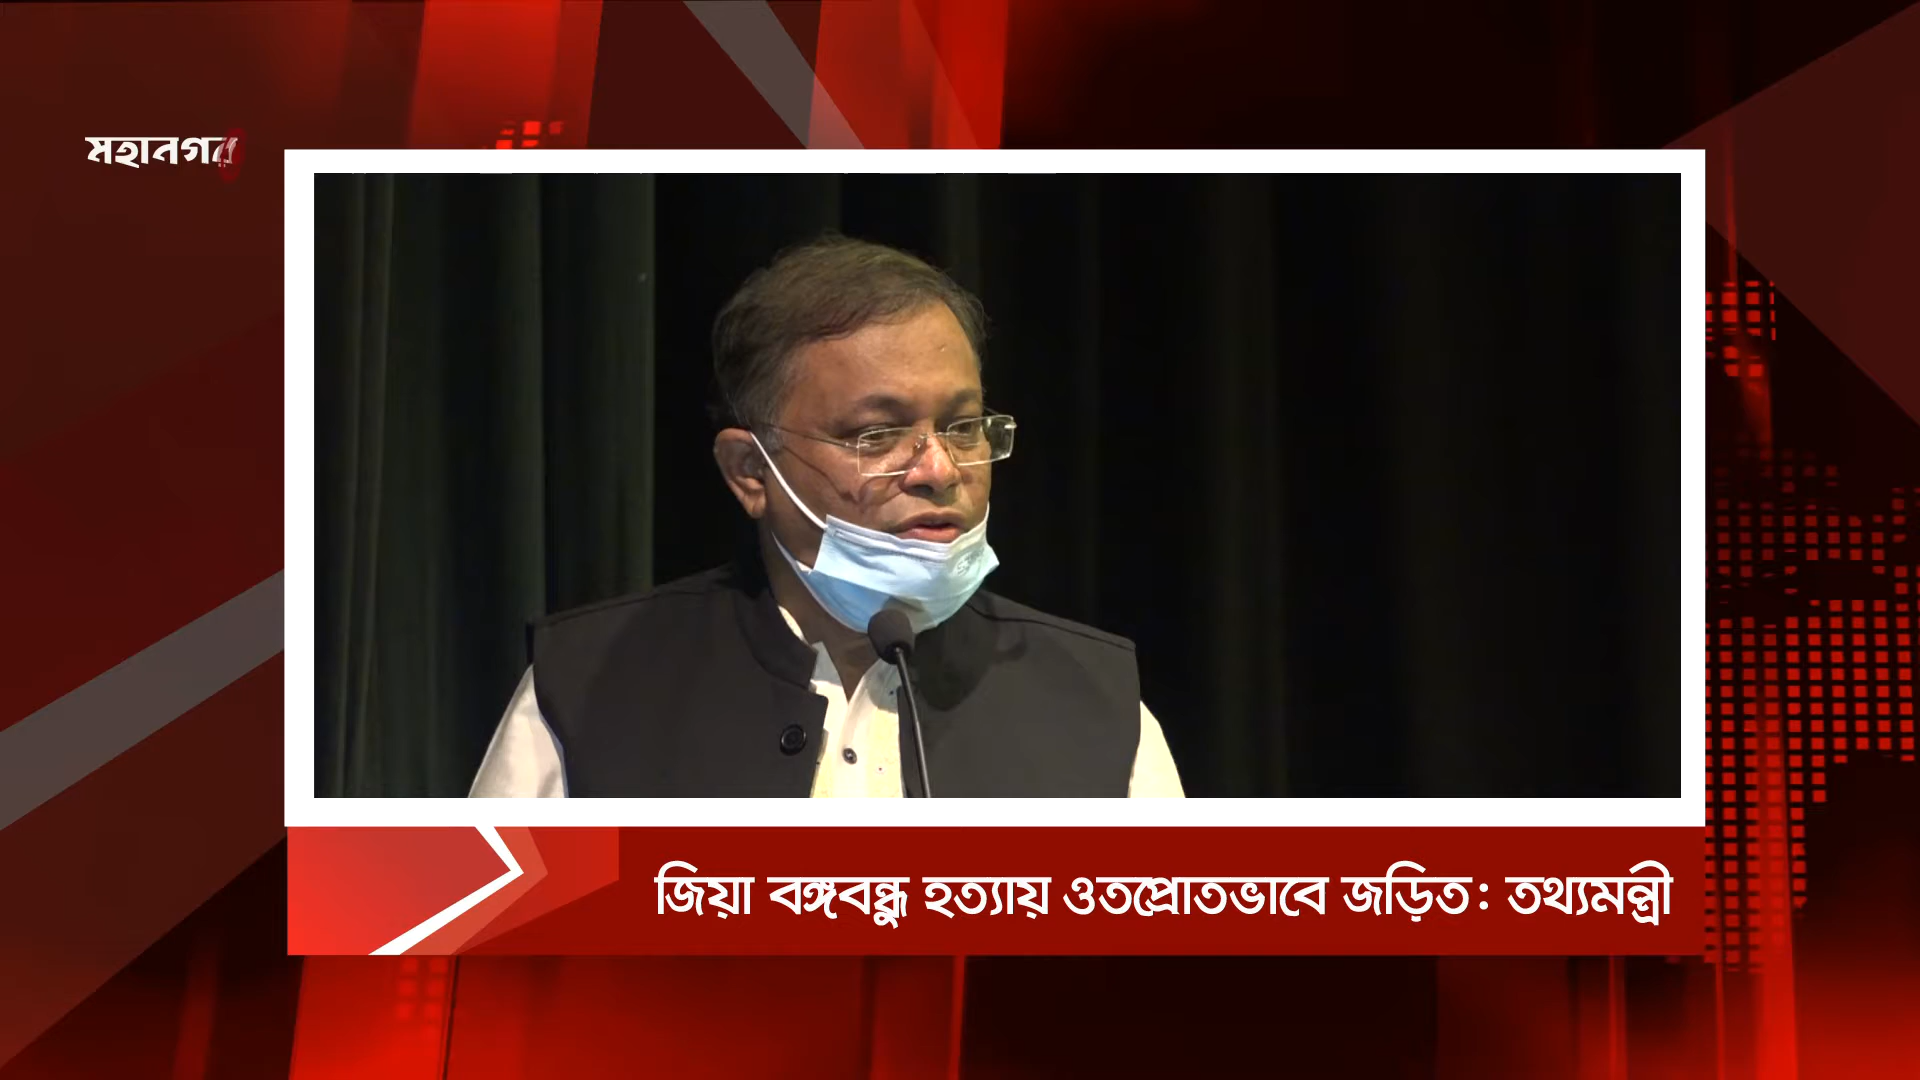 মহানগর
জিয়া বঙ্গবন্ধু হত্যায় ওতপ্রোতভাবে জড়িত: তথ্যমন্ত্রী